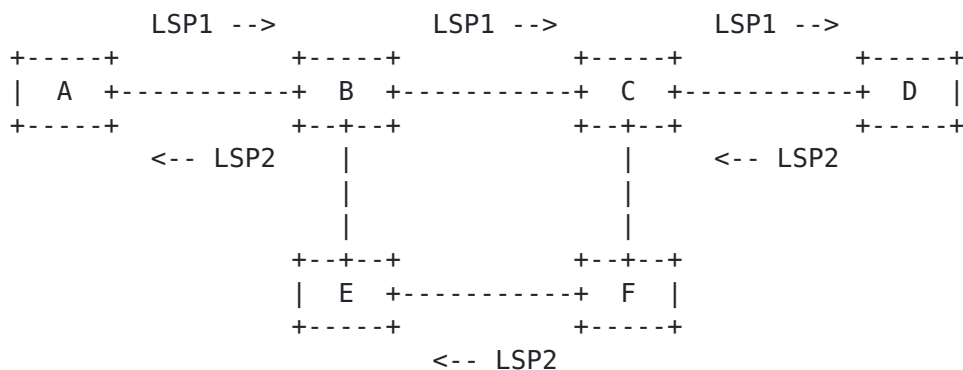 LSP1 --> LSP1 --> LSP1 -->
A B C D
<-- LSP2 <-- LSP2
E F
<-- LSP2